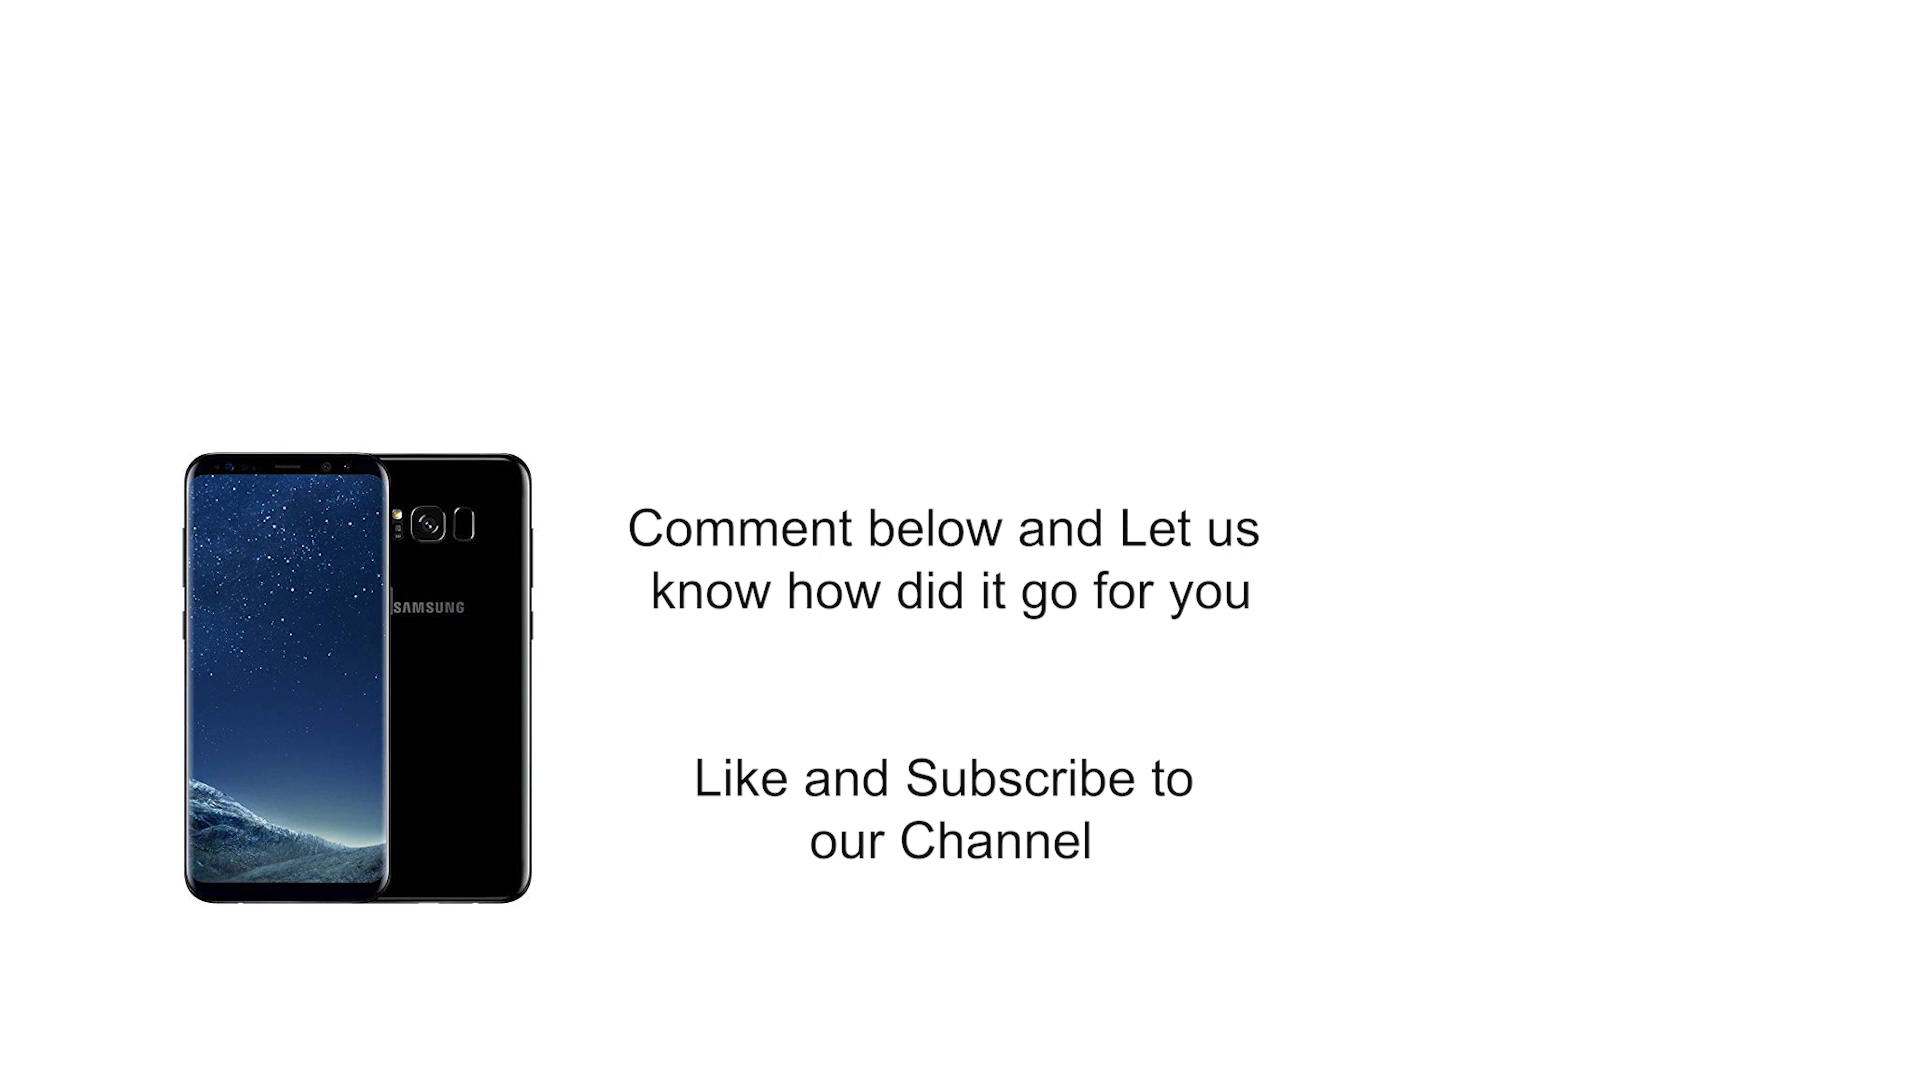 SAMSUNG
Comment below and Let us
know how did it go for you
Like and Subscribe to
our Channel